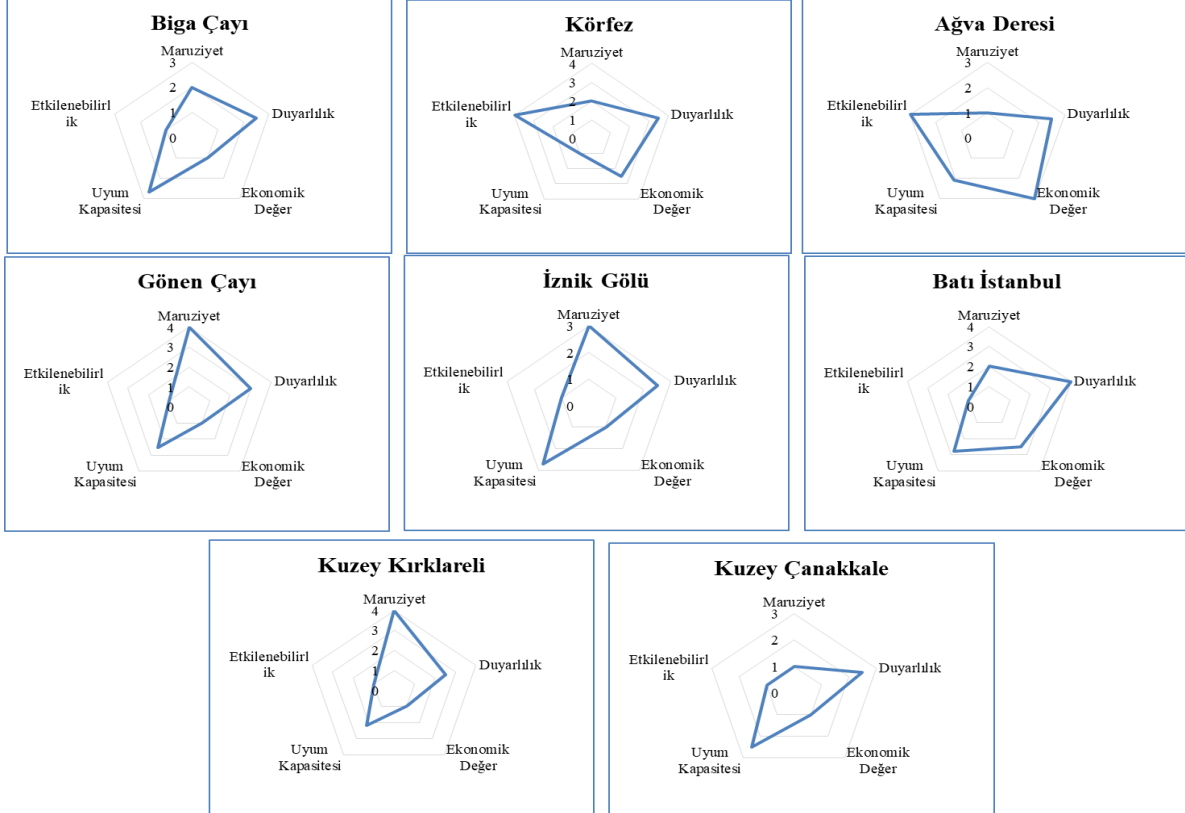 Biga Çayı
Maruziyet
3
2
1
0
Duyarlılık
Ekonomik
Değer
Uyum
Kapasitesi
Etkilenebilirl
ik
Körfez
Maruziyet
4
3
2
1
0
Duyarlılık
Ekonomik
Değer
Uyum
Kapasitesi
Etkilenebilirl
ik
Ağva Deresi
Maruziyet
3
2
1
0
Duyarlılık
Ekonomik
Değer
Uyum
Kapasitesi
Etkilenebilirl
ik
Gönen Çayı
Maruziyet
4
3
2
1
0
Duyarlılık
Ekonomik
Değer
Uyum
Kapasitesi
Etkilenebilirl
ik
İznik Gölü
Maruziyet
3
2
1
0
Duyarlılık
Ekonomik
Değer
Uyum
Kapasitesi
Etkilenebilirl
ik
Batı İstanbul
Maruziyet
4
3
2
1
0
Duyarlılık
Ekonomik
Değer
Uyum
Kapasitesi
Etkilenebilirl
ik
Kuzey Kırklareli
Maruziyet
4
3
2
1
0
Duyarlılık
Ekonomik
Değer
Uyum
Kapasitesi
Etkilenebilirl
ik
Kuzey Çanakkale
Maruziyet
3
2
1
0
Duyarlılık
Ekonomik
Değer
Uyum
Kapasitesi
Etkilenebilirl
ik